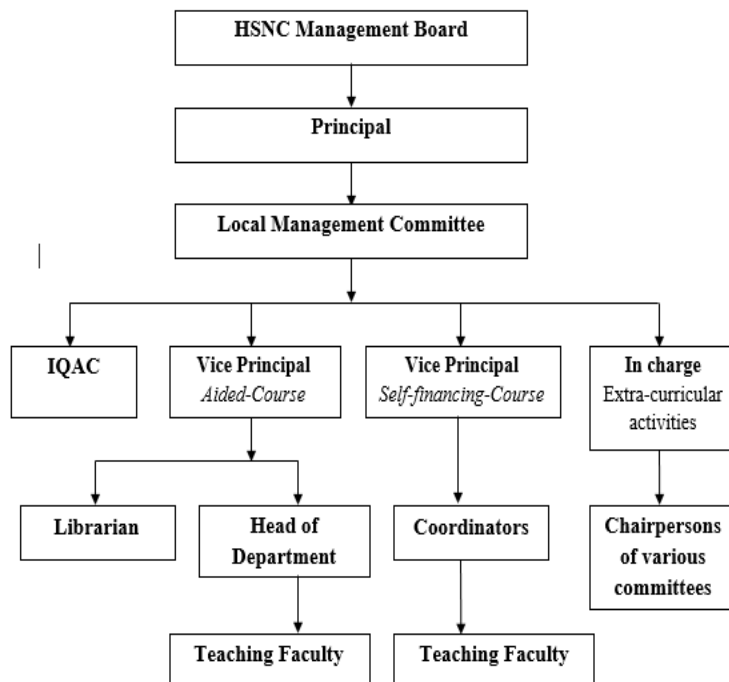 HSNC Management Board
Principal
Local Management Committee
IQAC
Vice Principal
Aided-Course
Vice Principal
Self-financing-Course
In charge
Extra-curricular
activities
Librarian
Head of
Department
Coordinators
Chairpersons
of various
committees
Teaching Faculty
Teaching Faculty